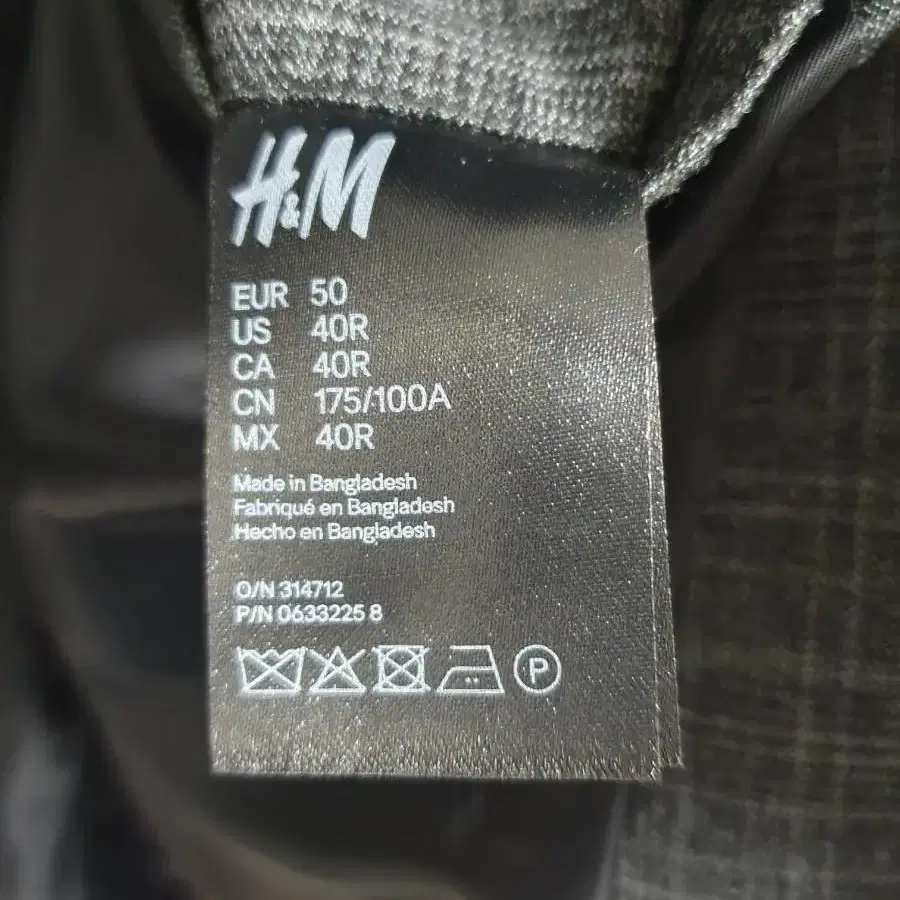 H&M
EUR 50
US 40R
CA 40R
CN 175/100A
MX 40R
Made in Bangladesh
Fabriqué en Bangladesh
Hecho en Bangladesh
O/N 314712
P/N 0633225 8
P